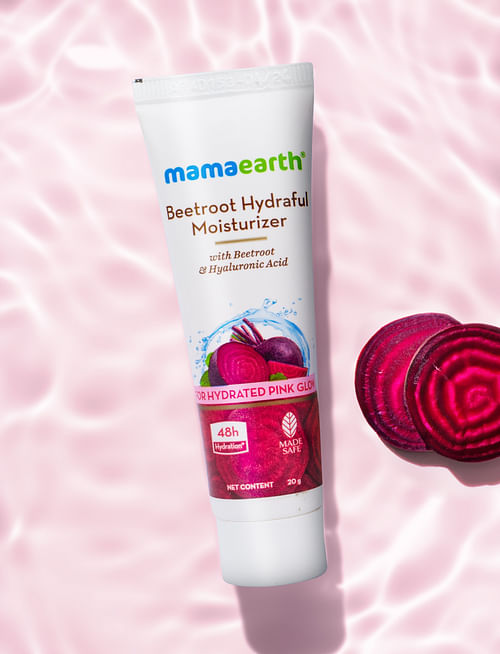 mamaearth®
Beetroot Hydraful
Moisturizer
with Beetroot
& Hyaluronic Acid
FOR HYDRATED PINK GLOW
48h
Hydration*
MADE
SAFE
NET CONTENT 20 g